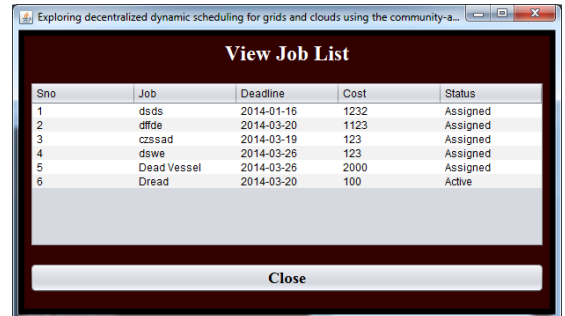 Exploring decentralized dynamic scheduling for grids and clouds using the community-a...
View Job List
Sno Job Deadline Cost Status
1 dsds 2014-01-16 1232 Assigned
2 dffde 2014-03-20 1123 Assigned
3 czssad 2014-03-19 123 Assigned
4 dswe 2014-03-26 123 Assigned
5 Dead Vessel 2014-03-26 2000 Assigned
6 Dread 2014-03-20 100 Active
Close